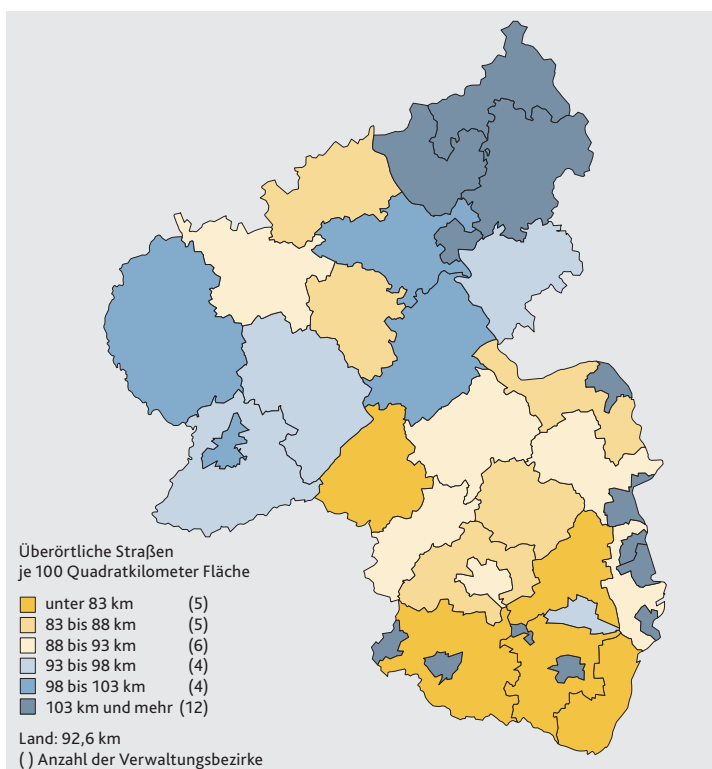 Überörtliche Straßen
je 100 Quadratkilometer Fläche
unter 83 km (5)
83 bis 88 km (5)
88 bis 93 km (6)
93 bis 98 km (4)
98 bis 103 km (4)
103 km und mehr (12)
Land: 92,6 km
( ) Anzahl der Verwaltungsbezirke